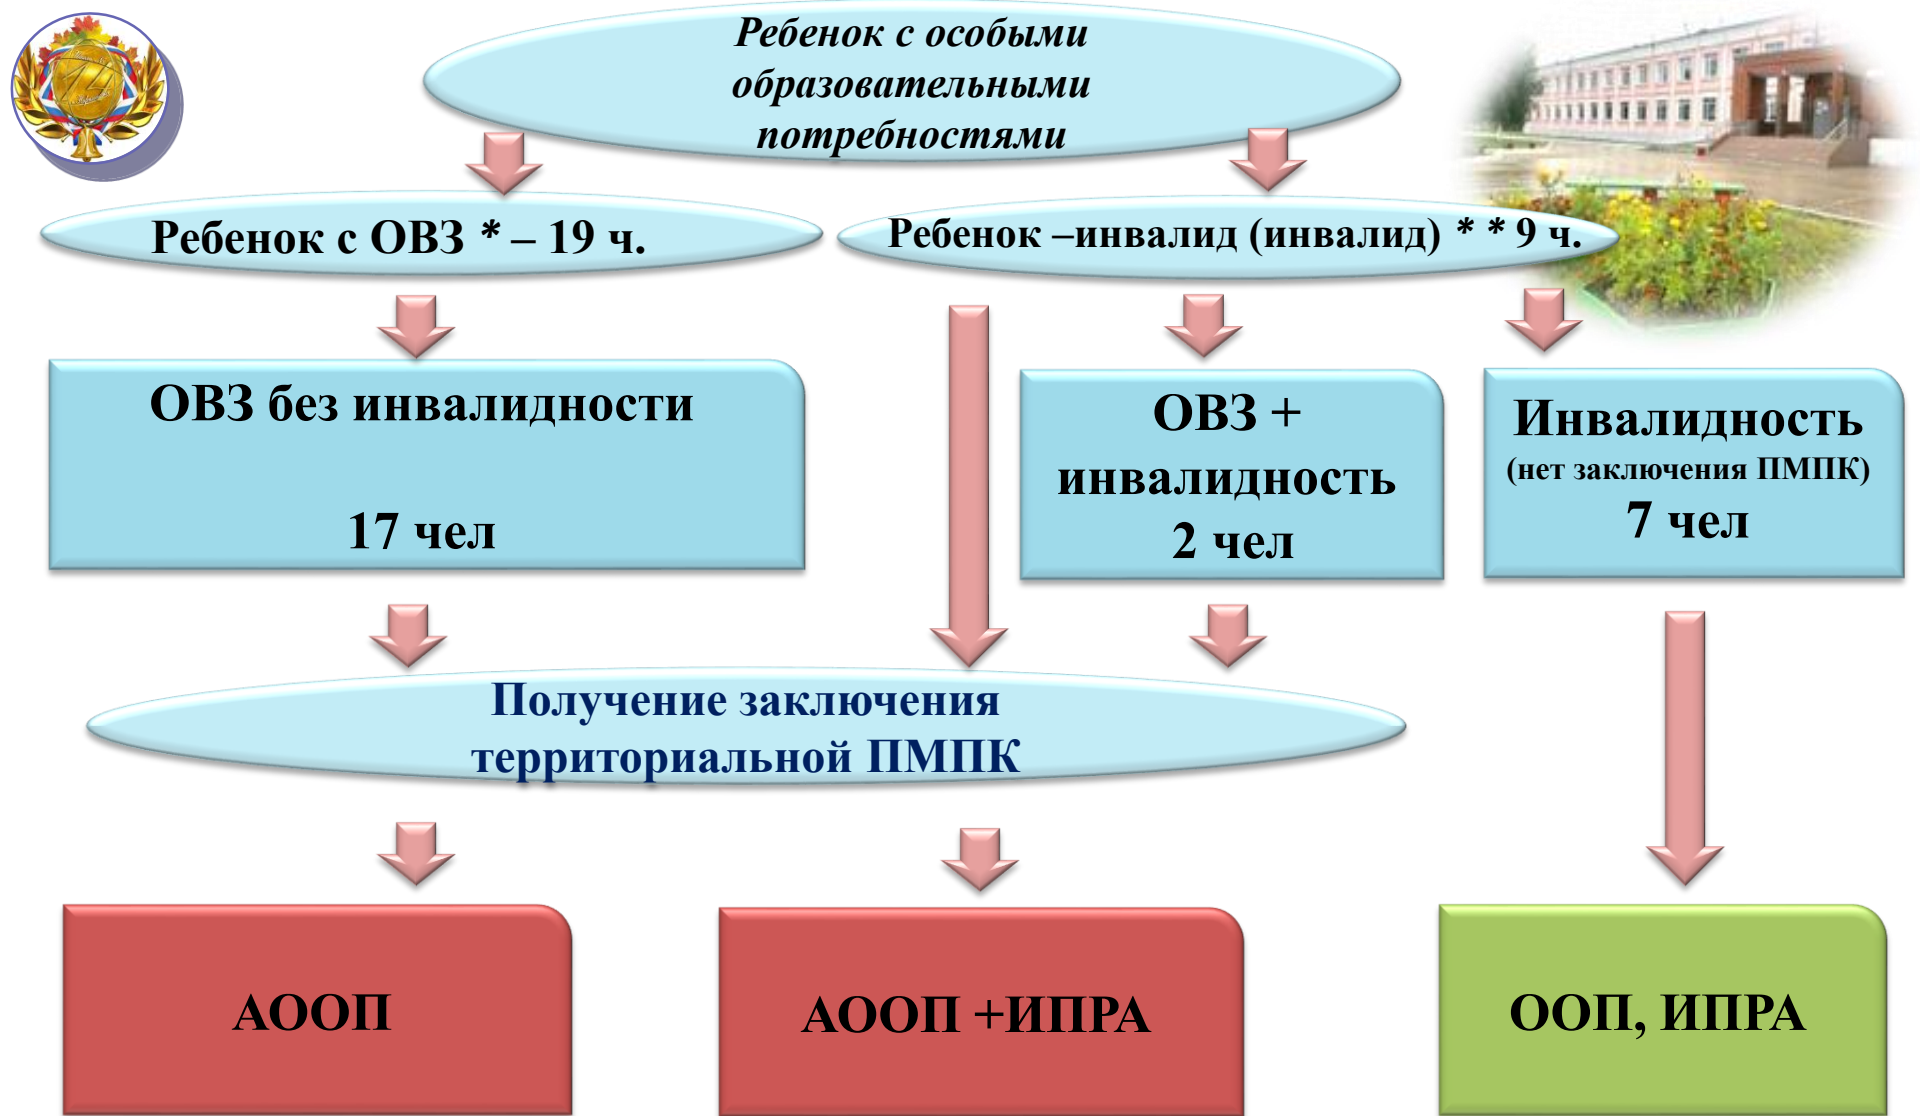 Ребенок с особыми
образовательными
потребностями
Ребенок с ОВЗ * – 19 ч.
Ребенок –инвалид (инвалид) * * 9 ч.
ОВЗ без инвалидности
17 чел
ОВЗ +
инвалидность
2 чел
Инвалидность
(нет заключения ПМПК)
7 чел
Получение заключения
территориальной ПМПК
АООП
АООП +ИПРА
ООП, ИПРА